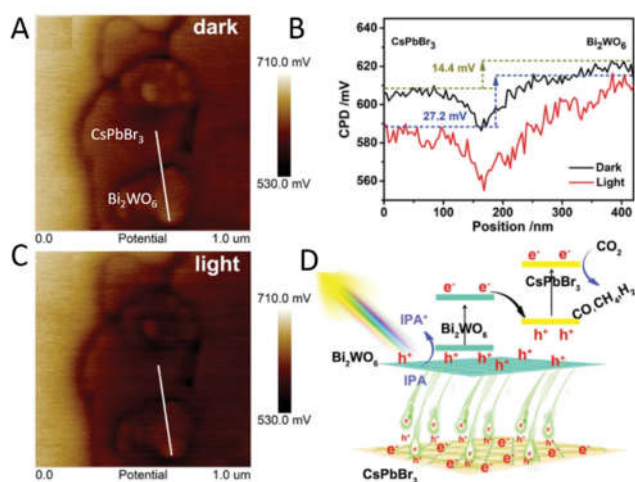 A
dark
CsPbBr₃
Bi₂WO₆
710.0 mV
530.0 mV
0.0
Potential
1.0 um
B
CsPbBr₃
Bi₂WO₆
14.4 mV
27.2 mV
CPD /mV
620
600
580
560
0
100
200
300
400
Position /nm
Dark
Light
C
light
710.0 mV
530.0 mV
0.0
Potential
1.0 um
D
CO₂
e⁻ e⁻
CsPbBr₃
CO,CH₄,H₂
e⁻ e⁻
h⁺ h⁺
IPA⁺
Bi₂WO₆
Bi₂WO₆
h⁺
h⁺ h⁺
h⁺
h⁺
h⁺
IPA
h⁺
h⁺
h⁺
h⁺
h⁺
e⁻
e⁻
e⁻
e⁻
e⁻
e⁻
CsPbBr₃